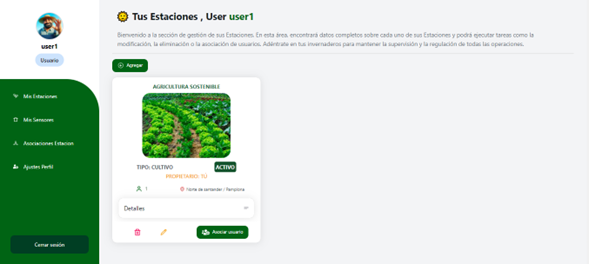 user1
Usuario
Mis Estaciones
Mis Sensores
Asociaciones Estacion
Ajustes Perfil
Cerrar sesión
Tus Estaciones , User user1
Bienvenido a la sección de gestión de sus Estaciones. En esta área, encontrará datos completos sobre cada uno de sus Estaciones y podrá ejecutar tareas como la
modificación, la eliminación o la asociación de usuarios. Adéntrate en tus invernaderos para mantener la supervisión y la regulación de todas las operaciones.
Agregar
AGRICULTURA SOSTENIBLE
TIPO: CULTIVO
ACTIVO
PROPIETARIO: TÚ
1
Norte de santander / Pamplona
Detalles
Asociar usuario